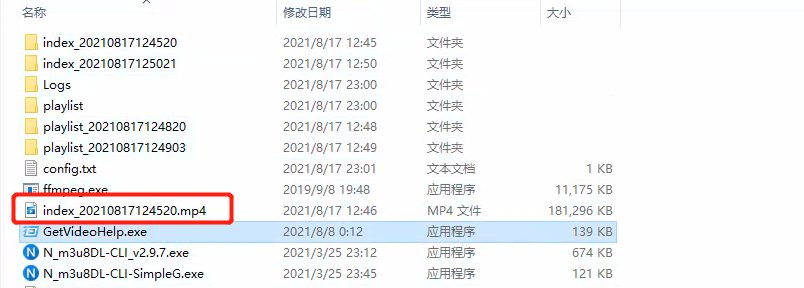 名称 修改日期 类型 大小
index_20210817124520 2021/8/17 12:45 文件夹
index_20210817125021 2021/8/17 12:50 文件夹
Logs 2021/8/17 23:00 文件夹
playlist 2021/8/17 23:00 文件夹
playlist_20210817124820 2021/8/17 12:48 文件夹
playlist_20210817124903 2021/8/17 12:49 文件夹
config.txt 2021/8/17 23:01 文本文档 1 KB
ffmpeg.exe 2019/9/8 19:48 应用程序 11,175 KB
index_20210817124520.mp4 2021/8/17 12:46 MP4 文件 181,296 KB
GetVideoHelp.exe 2021/8/8 0:12 应用程序 139 KB
N_m3u8DL-CLI_v2.9.7.exe 2021/3/25 23:12 应用程序 674 KB
N_m3u8DL-CLI-SimpleG.exe 2021/3/25 23:45 应用程序 121 KB